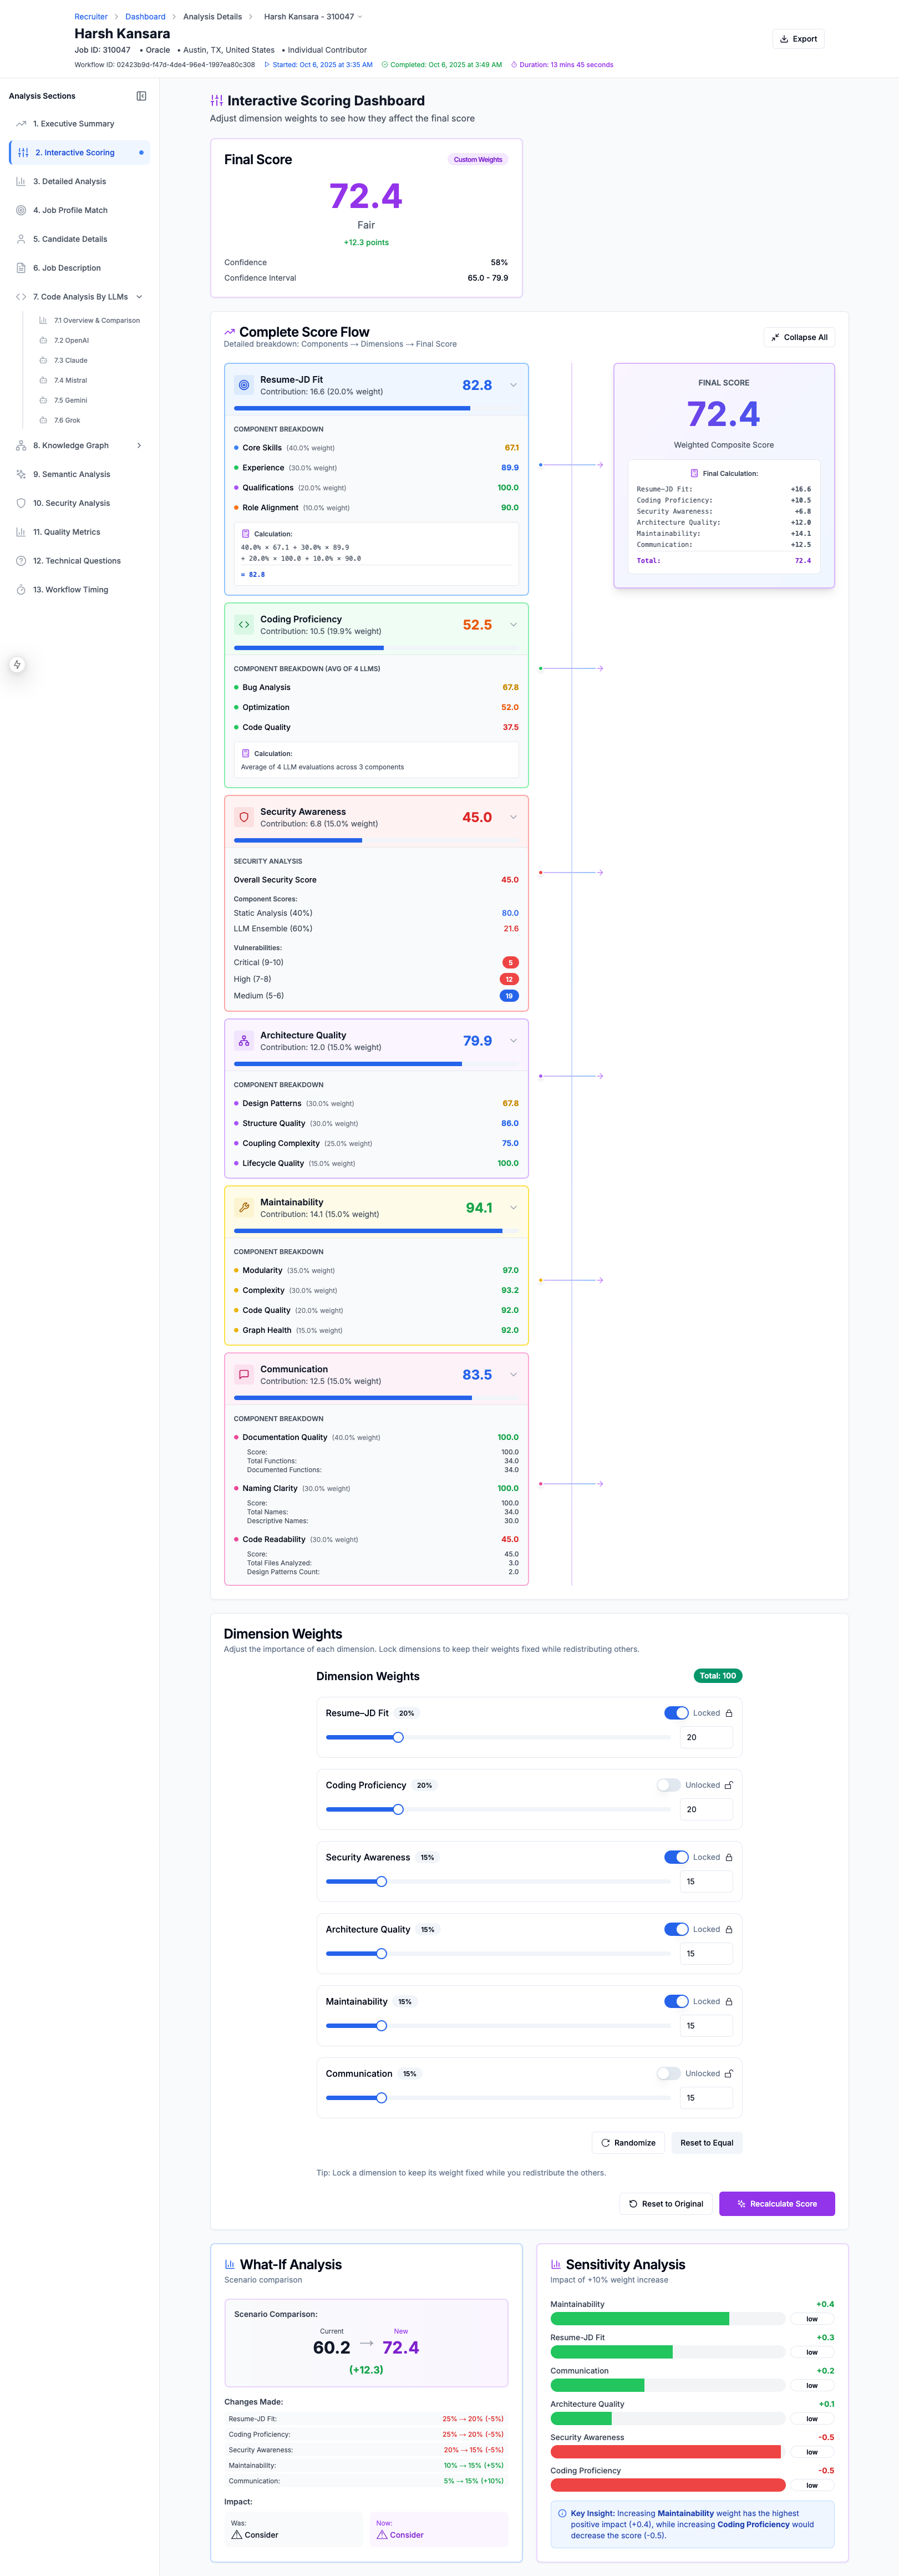 Recruiter > Dashboard > Analysis Details > Harsh Kansara - 310047
Harsh Kansara
Job ID: 310047 • Oracle • Austin, TX, United States • Individual Contributor
Workflow ID: 02423b9d-f47d-4de4-96e4-1997ea80c308 Started: Oct 6, 2025 at 3:35 AM Completed: Oct 6, 2025 at 3:49 AM Duration: 13 mins 45 seconds
Export
Analysis Sections
1. Executive Summary
2. Interactive Scoring
3. Detailed Analysis
4. Job Profile Match
5. Candidate Details
6. Job Description
7. Code Analysis By LLMs
7.1 Overview & Comparison
7.2 OpenAI
7.3 Claude
7.4 Mistral
7.5 Gemini
7.6 Grok
8. Knowledge Graph
9. Semantic Analysis
10. Security Analysis
11. Quality Metrics
12. Technical Questions
13. Workflow Timing
Interactive Scoring Dashboard
Adjust dimension weights to see how they affect the final score
Final Score Custom Weights
72.4
Fair
+12.3 points
Confidence 58%
Confidence Interval 65.0 - 79.9
Complete Score Flow
Detailed breakdown: Components → Dimensions → Final Score
Collapse All
Resume-JD Fit 82.8
Contribution: 16.6 (20.0% weight)
COMPONENT BREAKDOWN
Core Skills (40.0% weight) 67.1
Experience (30.0% weight) 89.9
Qualifications (20.0% weight) 100.0
Role Alignment (10.0% weight) 90.0
Calculation:
40.0% × 67.1 + 30.0% × 89.9
+ 20.0% × 100.0 + 10.0% × 90.0
= 82.8
Coding Proficiency 52.5
Contribution: 10.5 (19.9% weight)
COMPONENT BREAKDOWN (AVG OF 4 LLMS)
Bug Analysis 67.8
Optimization 52.0
Code Quality 37.5
Calculation:
Average of 4 LLM evaluations across 3 components
Security Awareness 45.0
Contribution: 6.8 (15.0% weight)
SECURITY ANALYSIS
Overall Security Score 45.0
Component Scores:
Static Analysis (40%) 80.0
LLM Ensemble (60%) 21.6
Vulnerabilities:
Critical (9-10) 5
High (7-8) 12
Medium (5-6) 19
Architecture Quality 79.9
Contribution: 12.0 (15.0% weight)
COMPONENT BREAKDOWN
Design Patterns (30.0% weight) 67.8
Structure Quality (30.0% weight) 86.0
Coupling Complexity (25.0% weight) 75.0
Lifecycle Quality (15.0% weight) 100.0
Maintainability 94.1
Contribution: 14.1 (15.0% weight)
COMPONENT BREAKDOWN
Modularity (35.0% weight) 97.0
Complexity (30.0% weight) 93.2
Code Quality (20.0% weight) 92.0
Graph Health (15.0% weight) 92.0
Communication 83.5
Contribution: 12.5 (15.0% weight)
COMPONENT BREAKDOWN
Documentation Quality (40.0% weight) 100.0
Score: 100.0
Total Functions: 34.0
Documented Functions: 34.0
Naming Clarity (30.0% weight) 100.0
Score: 100.0
Total Names: 34.0
Descriptive Names: 30.0
Code Readability (30.0% weight) 45.0
Score: 45.0
Total Files Analyzed: 3.0
Design Patterns Count: 2.0
FINAL SCORE
72.4
Weighted Composite Score
Final Calculation:
Resume-JD Fit: +16.6
Coding Proficiency: +10.5
Security Awareness: +6.8
Architecture Quality: +12.0
Maintainability: +14.1
Communication: +12.5
Total: 72.4
Dimension Weights
Adjust the importance of each dimension. Lock dimensions to keep their weights fixed while redistributing others.
Dimension Weights Total: 100
Resume–JD Fit 20% Locked
20
Coding Proficiency 20% Unlocked
20
Security Awareness 15% Locked
15
Architecture Quality 15% Locked
15
Maintainability 15% Locked
15
Communication 15% Unlocked
15
Randomize Reset to Equal
Tip: Lock a dimension to keep its weight fixed while you redistribute the others.
Reset to Original Recalculate Score
What-If Analysis
Scenario comparison
Scenario Comparison:
Current New
60.2 → 72.4
(+12.3)
Changes Made:
Resume-JD Fit: 25% → 20% (-5%)
Coding Proficiency: 25% → 20% (-5%)
Security Awareness: 20% → 15% (-5%)
Maintainability: 10% → 15% (+5%)
Communication: 5% → 15% (+10%)
Impact:
Was: Now:
Consider Consider
Sensitivity Analysis
Impact of +10% weight increase
Maintainability +0.4
low
Resume-JD Fit +0.3
low
Communication +0.2
low
Architecture Quality +0.1
low
Security Awareness -0.5
low
Coding Proficiency -0.5
low
Key Insight: Increasing Maintainability weight has the highest
positive impact (+0.4), while increasing Coding Proficiency would
decrease the score (-0.5).